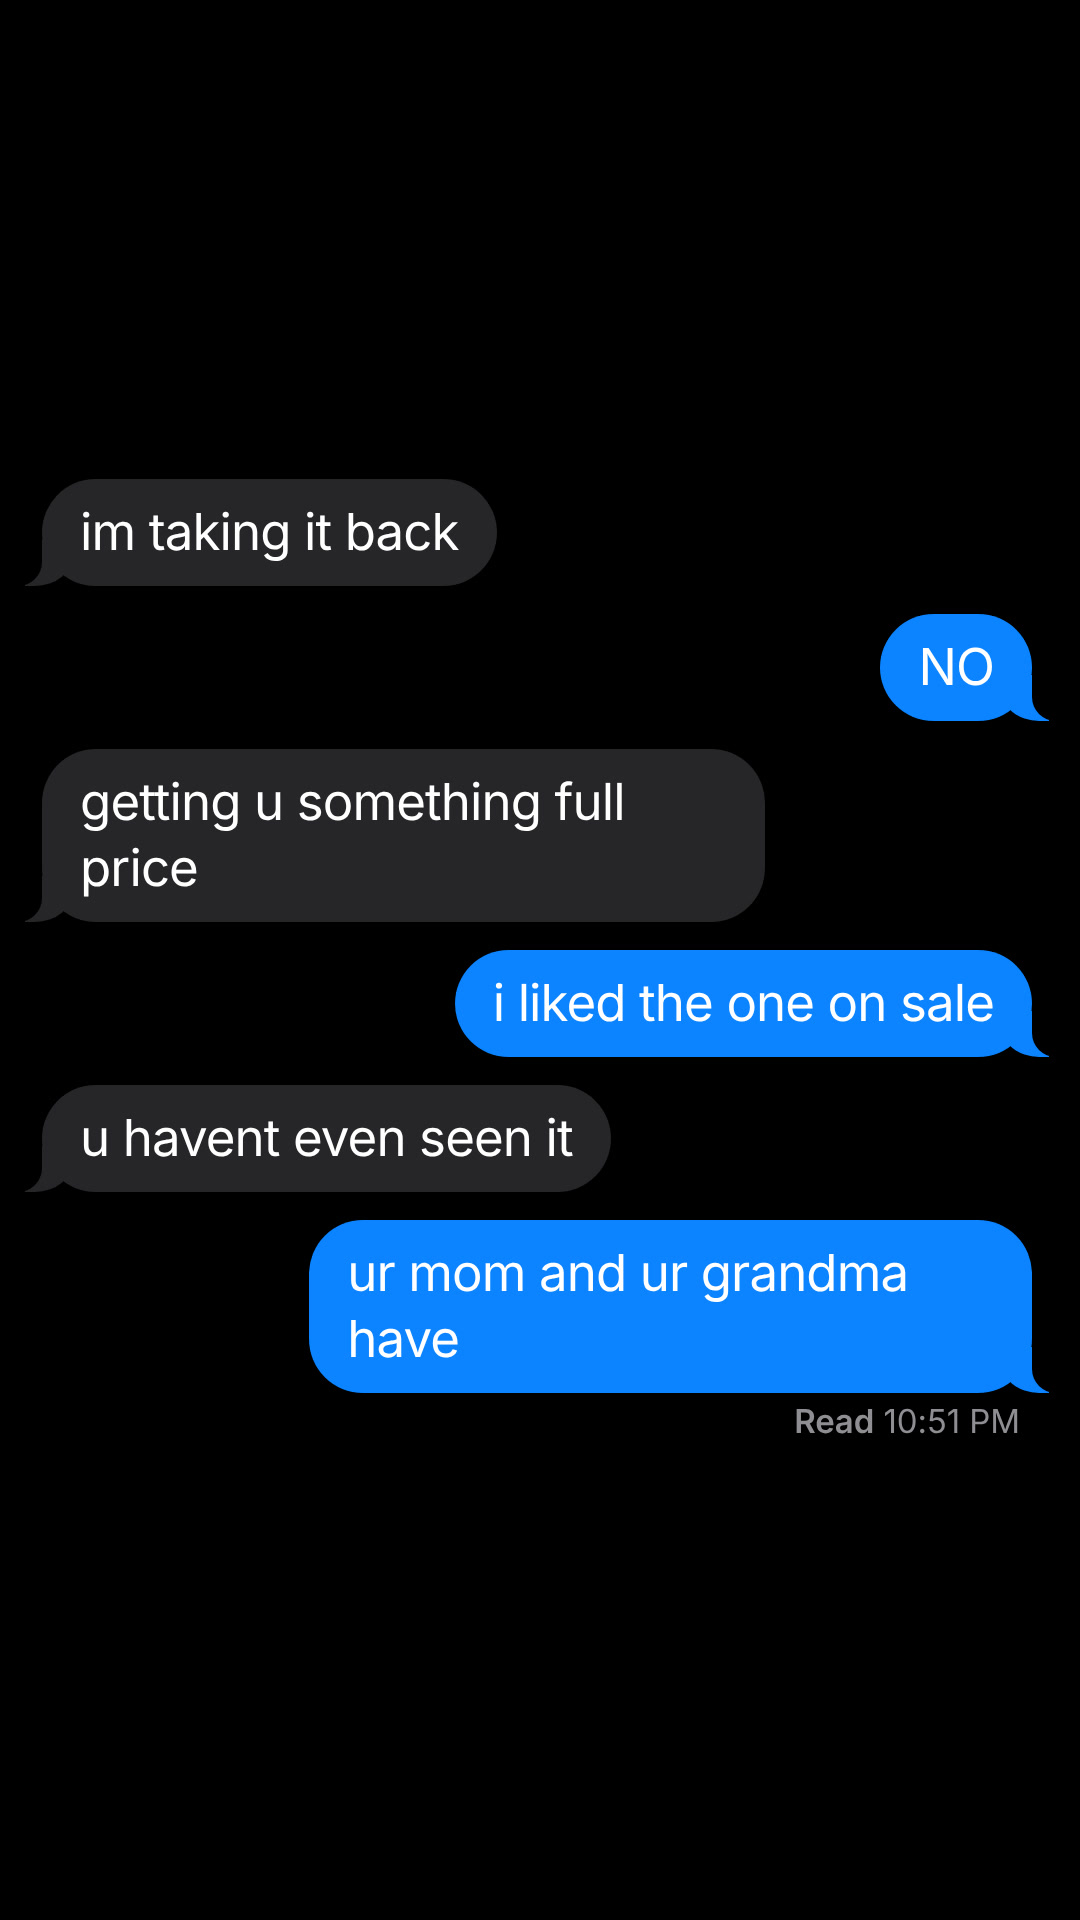 im taking it back
NO
getting u something full
price
i liked the one on sale
u havent even seen it
ur mom and ur grandma
have
Read 10:51 PM